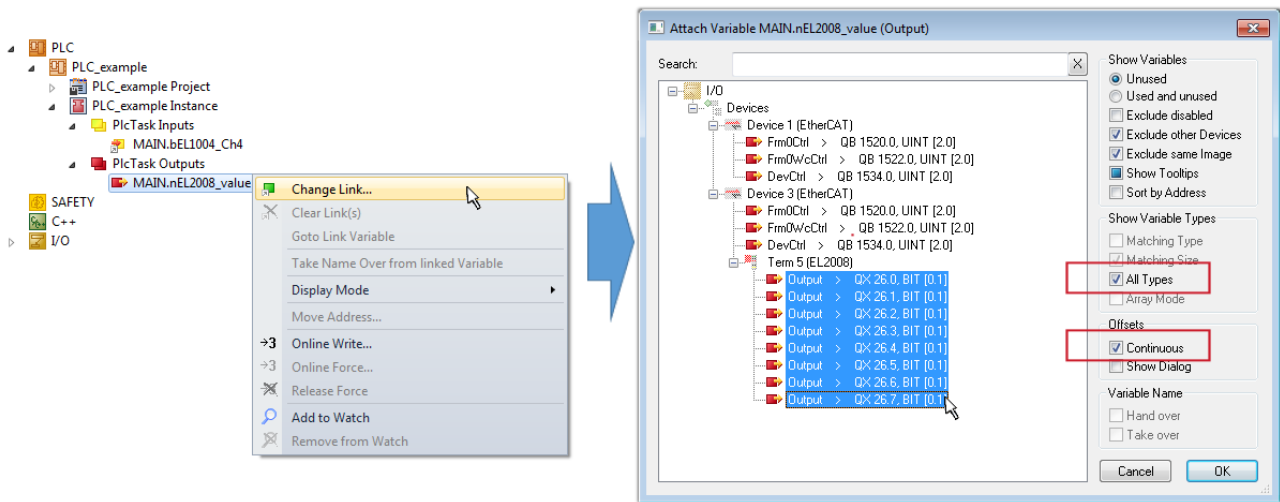 PLC
PLC_example
PLC_example Project
PLC_example Instance
PlcTask Inputs
MAIN.bEL1004_Ch4
PlcTask Outputs
MAIN.nEL2008_value
SAFETY
C++
I/O
Change Link...
Clear Link(s)
Goto Link Variable
Take Name Over from linked Variable
Display Mode
Move Address...
→3 Online Write...
→3 Online Force...
Release Force
Add to Watch
Remove from Watch
Attach Variable MAIN.nEL2008_value (Output)
Search:
X
I/O
Devices
Device 1 (EtherCAT)
Frm0Ctrl > QB 1520.0, UINT [2.0]
Frm0WcCtrl > QB 1522.0, UINT [2.0]
DevCtrl > QB 1534.0, UINT [2.0]
Device 3 (EtherCAT)
Frm0Ctrl > QB 1520.0, UINT [2.0]
Frm0WcCtrl > QB 1522.0, UINT [2.0]
DevCtrl > QB 1534.0, UINT [2.0]
Term 5 (EL2008)
Output > QX 26.0, BIT [0.1]
Output > QX 26.1, BIT [0.1]
Output > QX 26.2, BIT [0.1]
Output > QX 26.3, BIT [0.1]
Output > QX 26.4, BIT [0.1]
Output > QX 26.5, BIT [0.1]
Output > QX 26.6, BIT [0.1]
Output > QX 26.7, BIT [0.1]
Show Variables
Unused
Used and unused
Exclude disabled
Exclude other Devices
Exclude same Image
Show Tooltips
Sort by Address
Show Variable Types
Matching Type
Matching Size
All Types
Array Mode
Offsets
Continuous
Show Dialog
Variable Name
Hand over
Take over
Cancel
OK